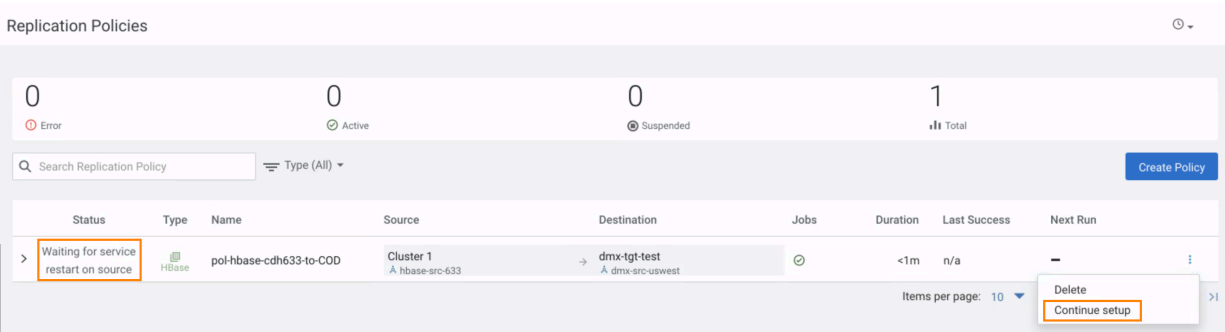 Replication Policies
0 0 0 1
Error Active Suspended Total
Search Replication Policy Type (All) Create Policy
Status Type Name Source Destination Jobs Duration Last Success Next Run
Waiting for service
restart on source
HBase
pol-hbase-cdh633-to-COD
Cluster 1
hbase-src-633
→
dmx-tgt-test
dmx-src-uswest
<1m n/a –
Delete
Continue setup
Items per page: 10